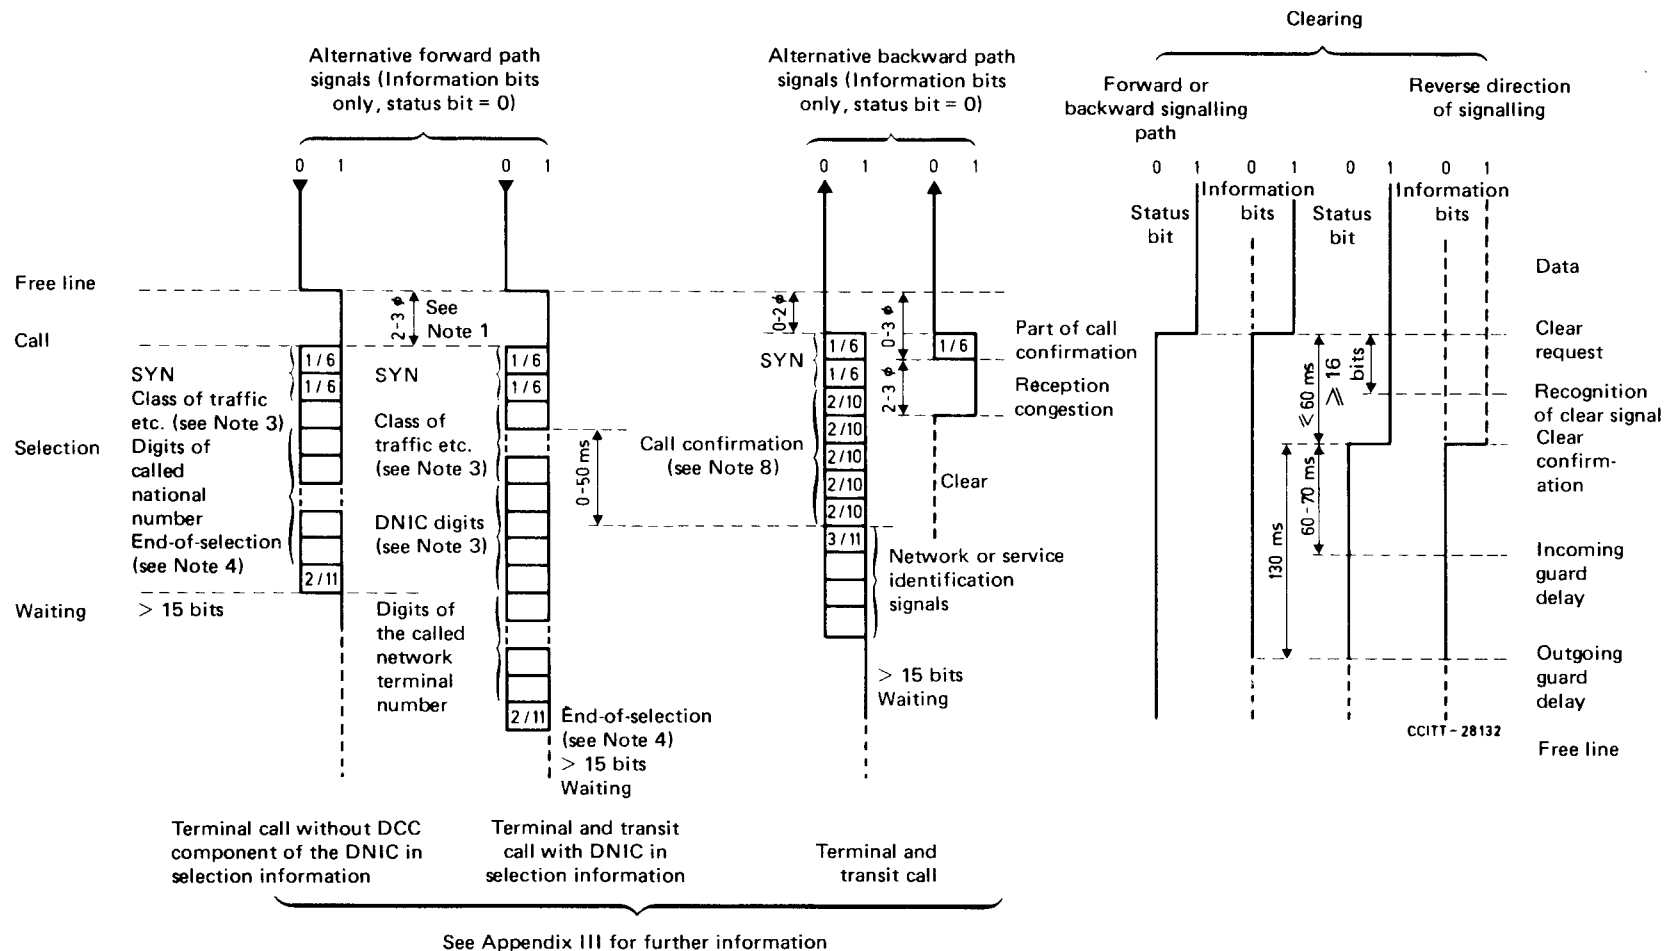 Clearing
Alternative forward path
signals (Information bits
only, status bit = 0)
Alternative backward path
signals (Information bits
only, status bit = 0)
Forward or
backward signalling
path
Reverse direction
of signalling
0 1
0 1
0 1
0 1
0 1
0 1
0 1
0 1
Status
bit
Information
bits
Status
bit
Information
bits
Free line
Call
Selection
Waiting
SYN
Class of traffic
etc. (see Note 3)
Digits of
called
national
number
End-of-selection
(see Note 4)
> 15 bits
1/6
1/6
2/11
2-3 ϕ
See
Note 1
SYN
Class of
traffic etc.
(see Note 3)
DNIC digits
(see Note 3)
Digits of
the called
network
terminal
number
1/6
1/6
2/11
End-of-selection
(see Note 4)
> 15 bits
Waiting
0-50 ms
0-2 ϕ
SYN
Call confirmation
(see Note 8)
1/6
1/6
2/10
2/10
2/10
2/10
2/10
3/11
Network or service
identification
signals
> 15 bits
Waiting
0-3 ϕ
2-3 ϕ
1/6
Part of call
confirmation
Reception
congestion
Clear
≤ 60 ms
≥ 16
bits
60-70 ms
130 ms
Data
Clear
request
Recognition
of clear signal
Clear
confirm-
ation
Incoming
guard
delay
Outgoing
guard
delay
CCITT-28132
Free line
Terminal call without DCC
component of the DNIC in
selection information
Terminal and transit
call with DNIC in
selection information
Terminal and
transit call
See Appendix III for further information